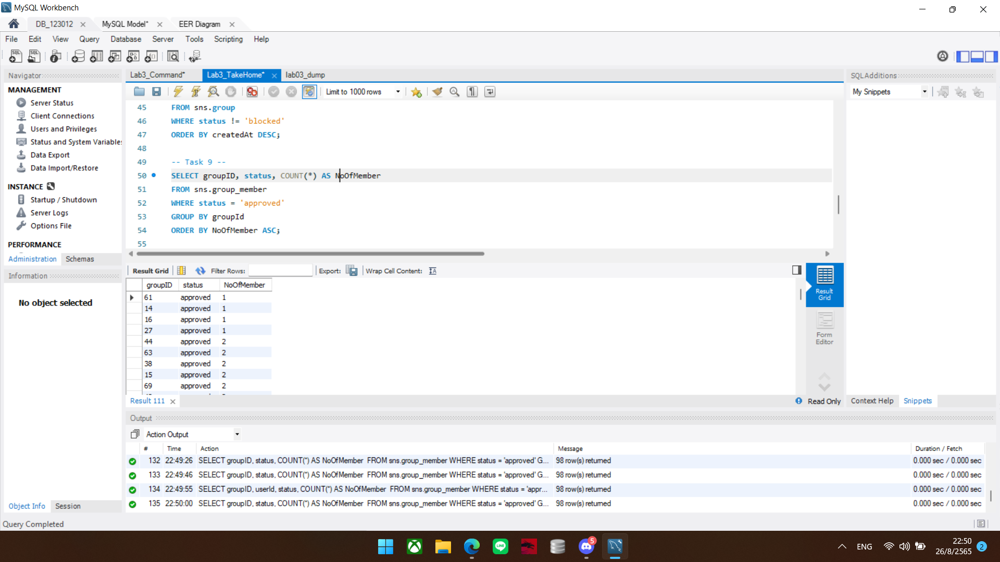 MySQL Workbench
DB_123012
MySQL Model*
EER Diagram
File Edit View Query Database Server Tools Scripting Help
Navigator
MANAGEMENT
Server Status
Client Connections
Users and Privileges
Status and System Variables
Data Export
Data Import/Restore
INSTANCE
Startup / Shutdown
Server Logs
Options File
PERFORMANCE
Administration Schemas
Information
No object selected
Object Info Session
Query Completed
Lab3_Command* Lab3_TakeHome* lab03_dump
Limit to 1000 rows
45 FROM sns.group
46 WHERE status != 'blocked'
47 ORDER BY createdAt DESC;
48
49 -- Task 9 --
50 SELECT groupID, status, COUNT(*) AS NoOfMember
51 FROM sns.group_member
52 WHERE status = 'approved'
53 GROUP BY groupId
54 ORDER BY NoOfMember ASC;
55
Result Grid Filter Rows: Export: Wrap Cell Content:
groupID status NoOfMember
61 approved 1
14 approved 1
16 approved 1
27 approved 1
44 approved 2
63 approved 2
38 approved 2
15 approved 2
69 approved 2
Result Grid
Form Editor
Result 111
Read Only
SQLAdditions
My Snippets
Context Help Snippets
Output
Action Output
# Time Action Message Duration / Fetch
132 22:49:26 SELECT groupID, status, COUNT(*) AS NoOfMember FROM sns.group_member WHERE status = 'approved' G... 98 row(s) returned 0.000 sec / 0.000 sec
133 22:49:46 SELECT groupID, status, COUNT(*) AS NoOfMember FROM sns.group_member WHERE status = 'approved' G... 98 row(s) returned 0.000 sec / 0.000 sec
134 22:49:55 SELECT groupID, userId, status, COUNT(*) AS NoOfMember FROM sns.group_member WHERE status = 'appr... 98 row(s) returned 0.000 sec / 0.000 sec
135 22:50:00 SELECT groupID, status, COUNT(*) AS NoOfMember FROM sns.group_member WHERE status = 'approved' G... 98 row(s) returned 0.000 sec / 0.000 sec
LINE
5
ENG
22:50
26/8/2565
2